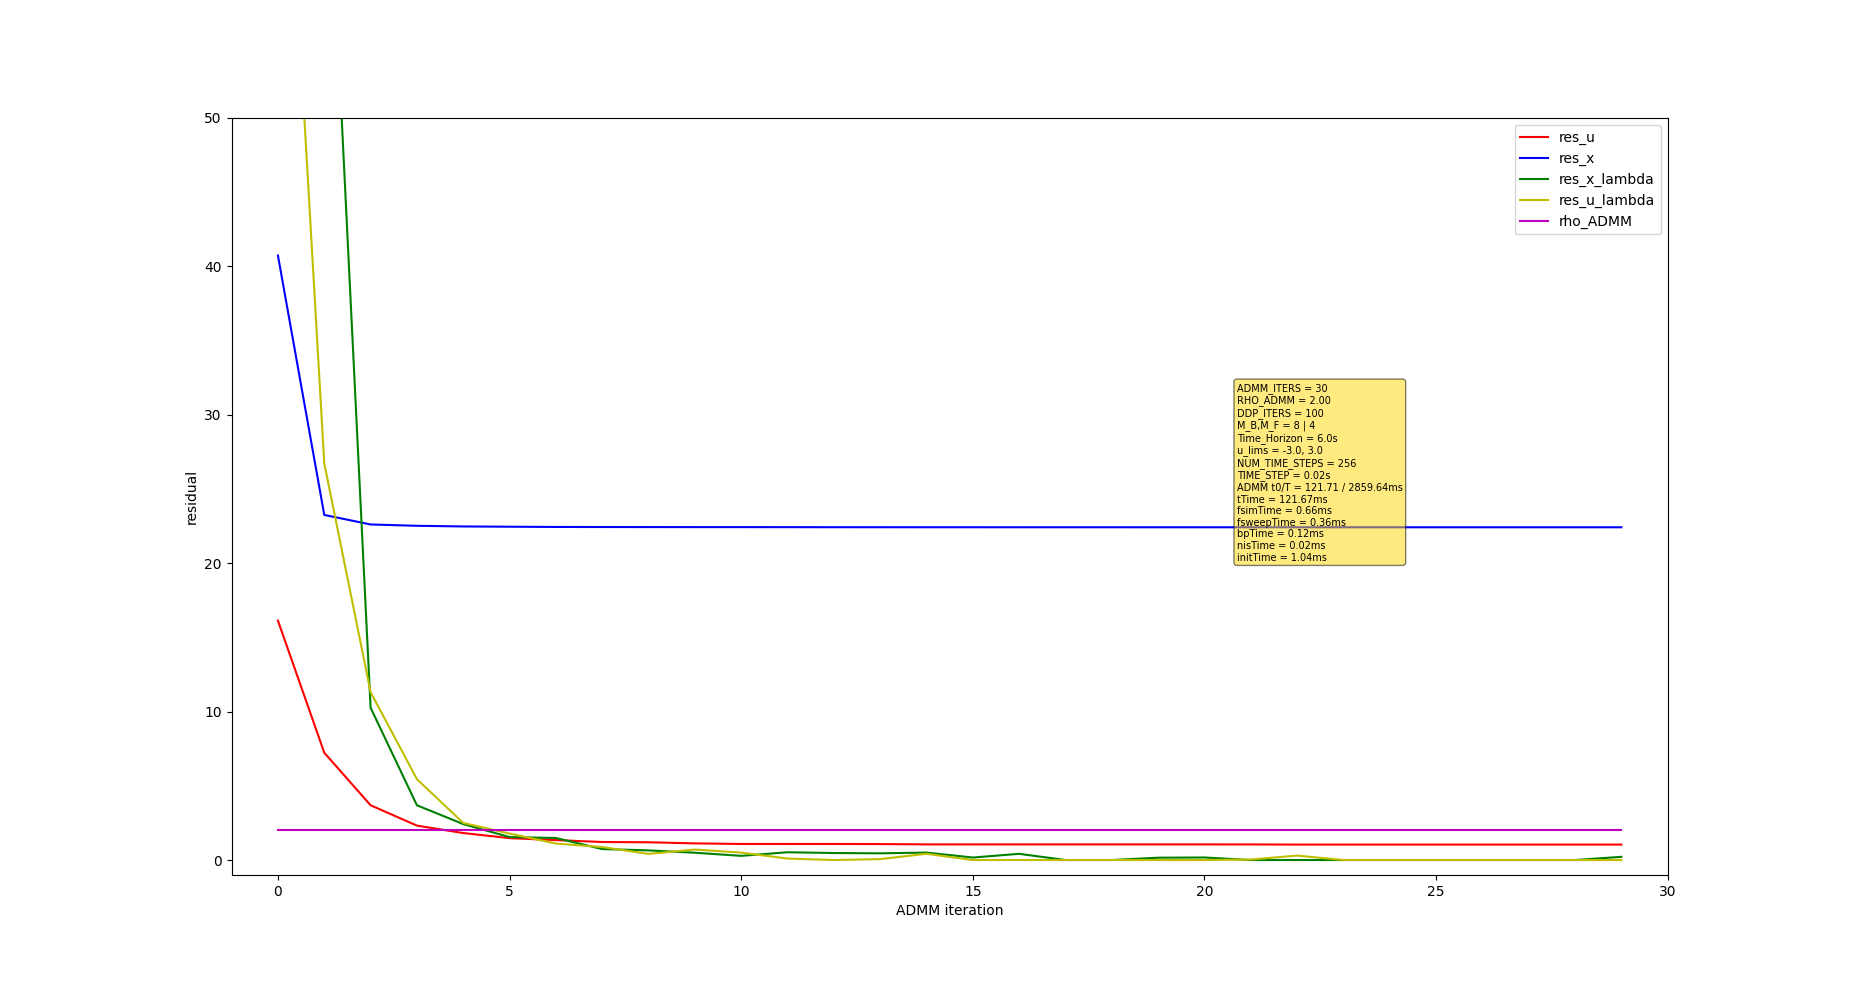 50
40
30
20
10
0
residual
0 5 10 15 20 25 30
ADMM iteration
res_u
res_x
res_x_lambda
res_u_lambda
rho_ADMM
ADMM_ITERS = 30
RHO_ADMM = 2.00
DDP_ITERS = 100
M_B,M_F = 8 | 4
Time_Horizon = 6.0s
u_lims = -3.0, 3.0
NUM_TIME_STEPS = 256
TIME_STEP = 0.02s
ADMM t0/T = 121.71 / 2859.64ms
tTime = 121.67ms
fsimTime = 0.66ms
fsweepTime = 0.36ms
bpTime = 0.12ms
nisTime = 0.02ms
initTime = 1.04ms